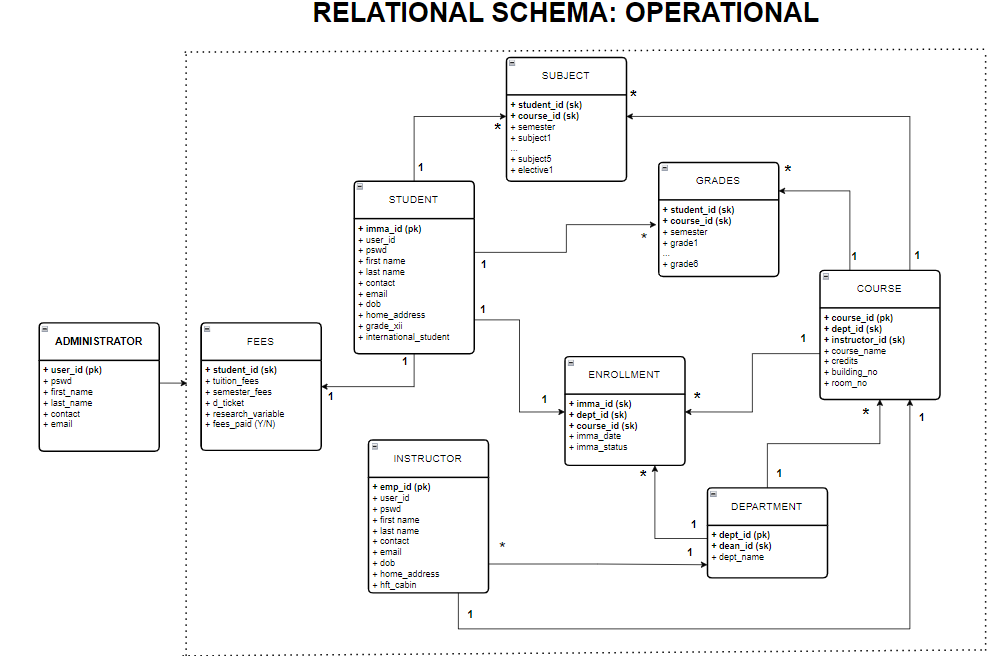 RELATIONAL SCHEMA: OPERATIONAL
SUBJECT
+ student_id (sk)
+ course_id (sk)
+ semester
+ subject1
...
+ subject6
+ elective1
*
*
1
GRADES
+ student_id (sk)
+ course_id (sk)
+ semester
+ grade1
...
+ grade6
*
*
STUDENT
+ imma_id (pk)
+ user_id
+ pswd
+ first name
+ last name
+ contact
+ email
+ dob
+ home_address
+ grade_xii
+ international_student
1
1
1
1
1
COURSE
+ course_id (pk)
+ dept_id (sk)
+ instructor_id (sk)
+ course_name
+ credits
+ building_no
+ room_no
1
*
1
ADMINISTRATOR
+ user_id (pk)
+ pswd
+ first_name
+ last_name
+ contact
+ email
FEES
+ student_id (sk)
+ tuition_fees
+ semester_fees
+ d_ticket
+ research_variable
+ fees_paid (Y/N)
1
ENROLLMENT
+ imma_id (sk)
+ dept_id (sk)
+ course_id (sk)
+ imma_date
+ imma_status
1
*
*
INSTRUCTOR
+ emp_id (pk)
+ user_id
+ pswd
+ first name
+ last name
+ contact
+ email
+ dob
+ home_address
+ hft_cabin
*
1
DEPARTMENT
+ dept_id (pk)
+ dean_id (sk)
+ dept_name
1
1
1